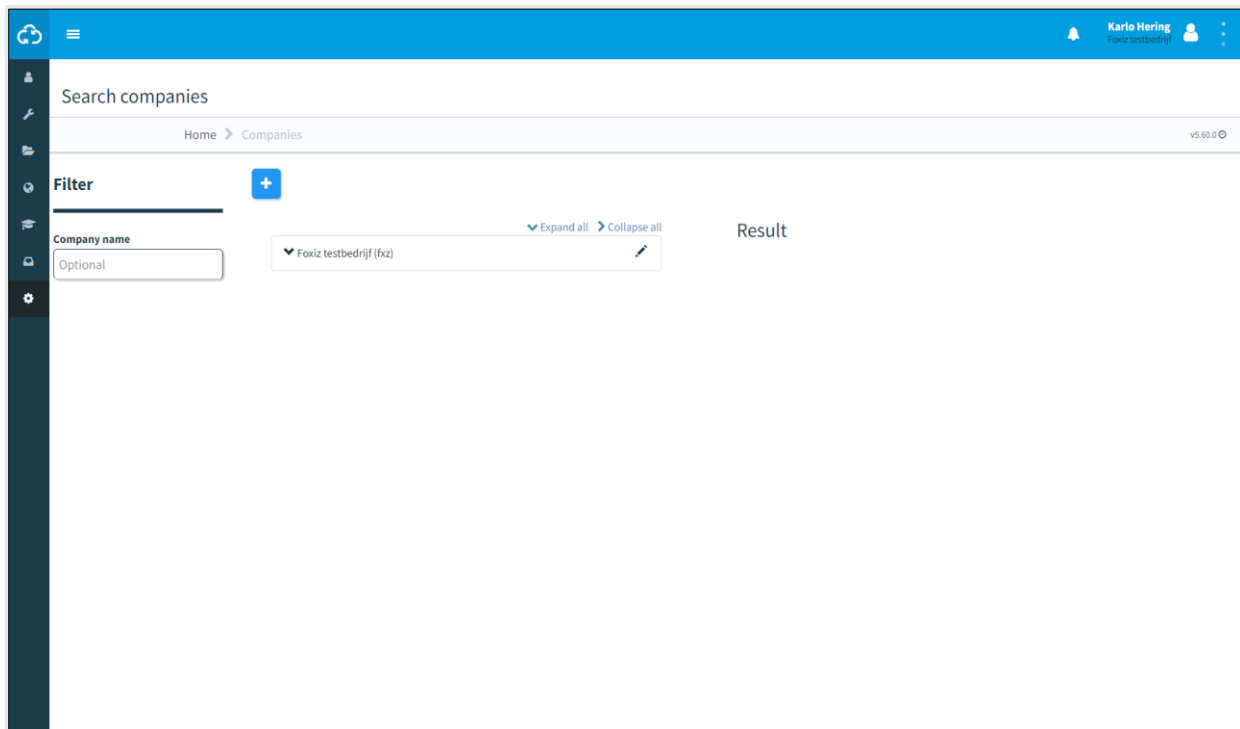 Karlo Hering
Foxiz testbedrijf
Search companies
Home Companies
v5.60.0
Filter
Expand all Collapse all
Result
Company name
Optional
Foxiz testbedrijf (fxz)